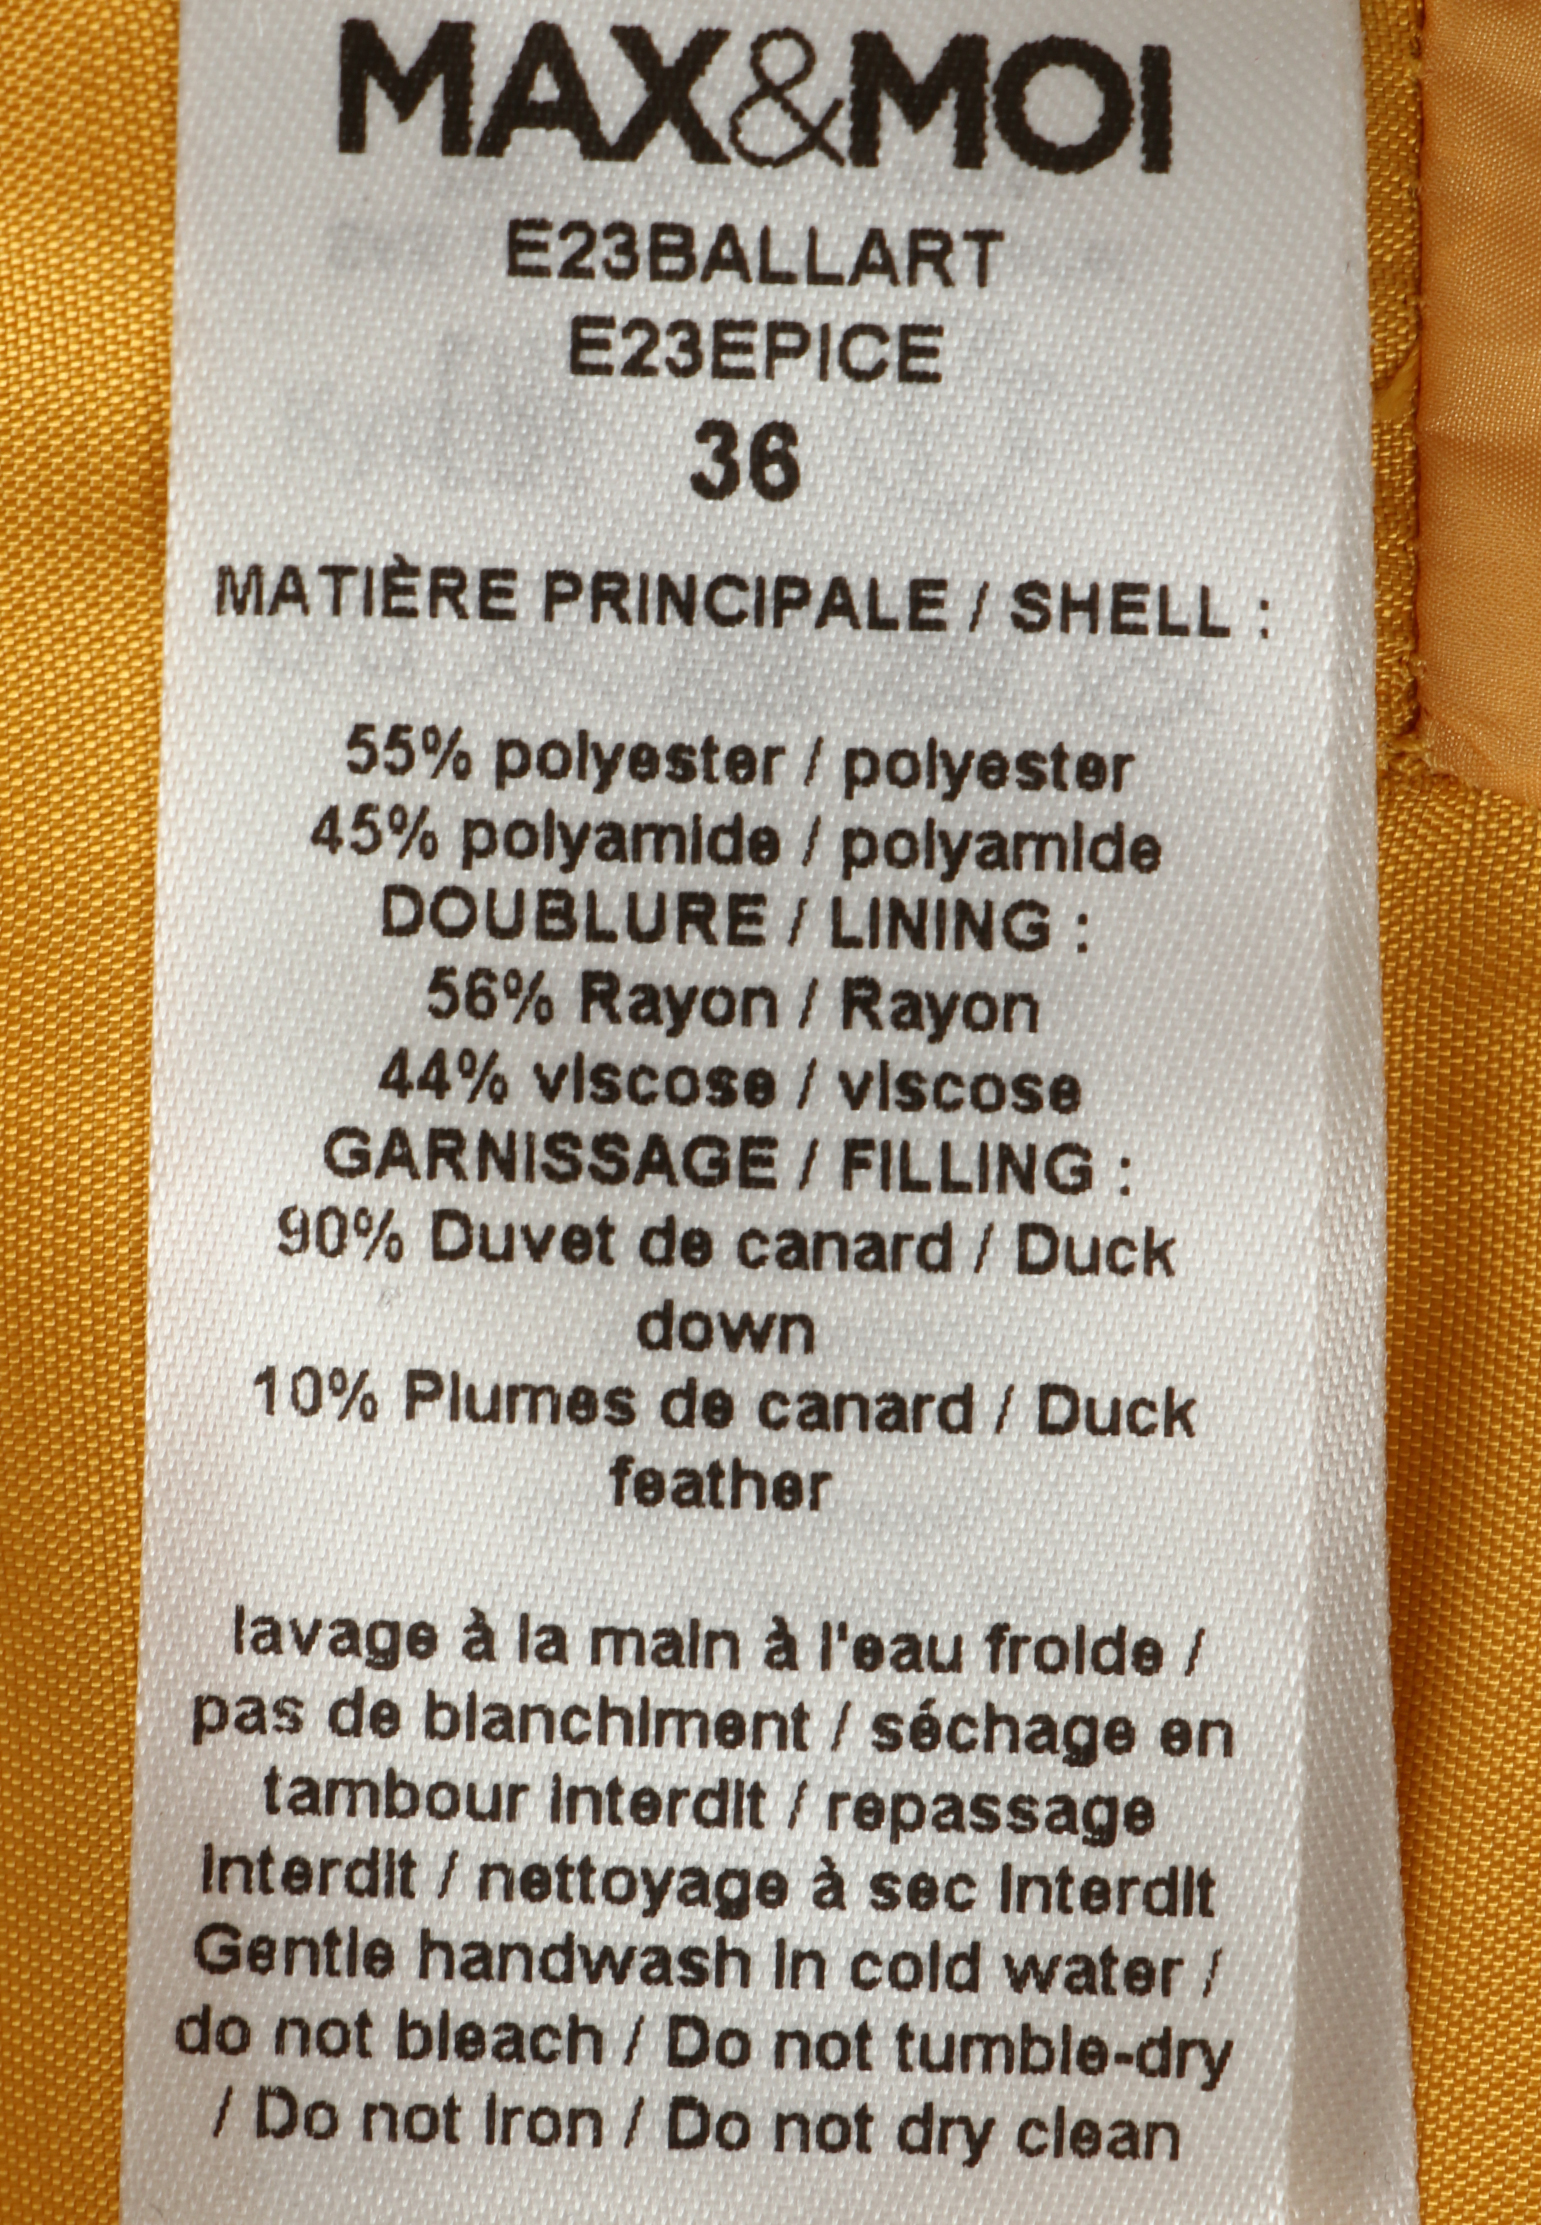 MAX&MOI
E23BALLART
E23EPICE
36
MATIÈRE PRINCIPALE / SHELL :
55% polyester / polyester
45% polyamide / polyamide
DOUBLURE / LINING :
56% Rayon / Rayon
44% viscose / viscose
GARNISSAGE / FILLING :
90% Duvet de canard / Duck
down
10% Plumes de canard / Duck
feather
lavage à la main à l'eau froide /
pas de blanchiment / séchage en
tambour interdit / repassage
interdit / nettoyage à sec interdit
Gentle handwash in cold water /
do not bleach / Do not tumble-dry
/ Do not Iron / Do not dry clean